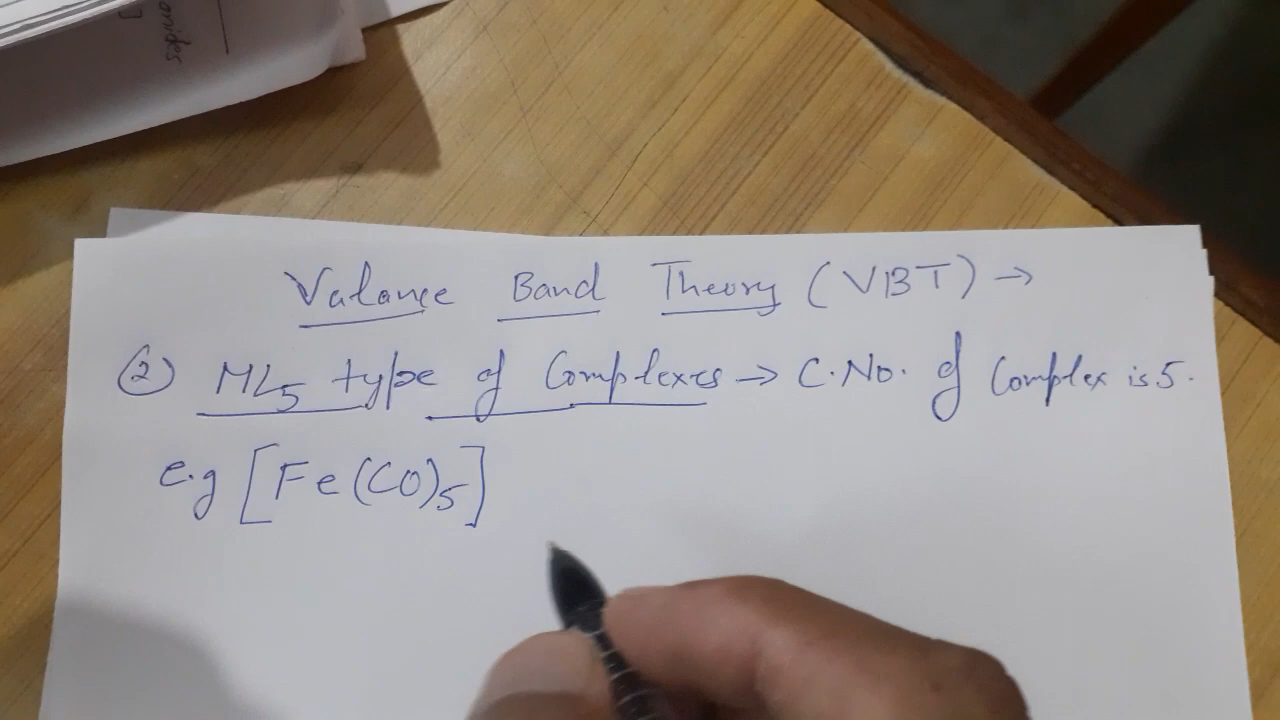 Valance Band Theory (VBT) →
② ML5 type of Complexes → C.No. of Complex is 5.
e.g [Fe(CO)5]